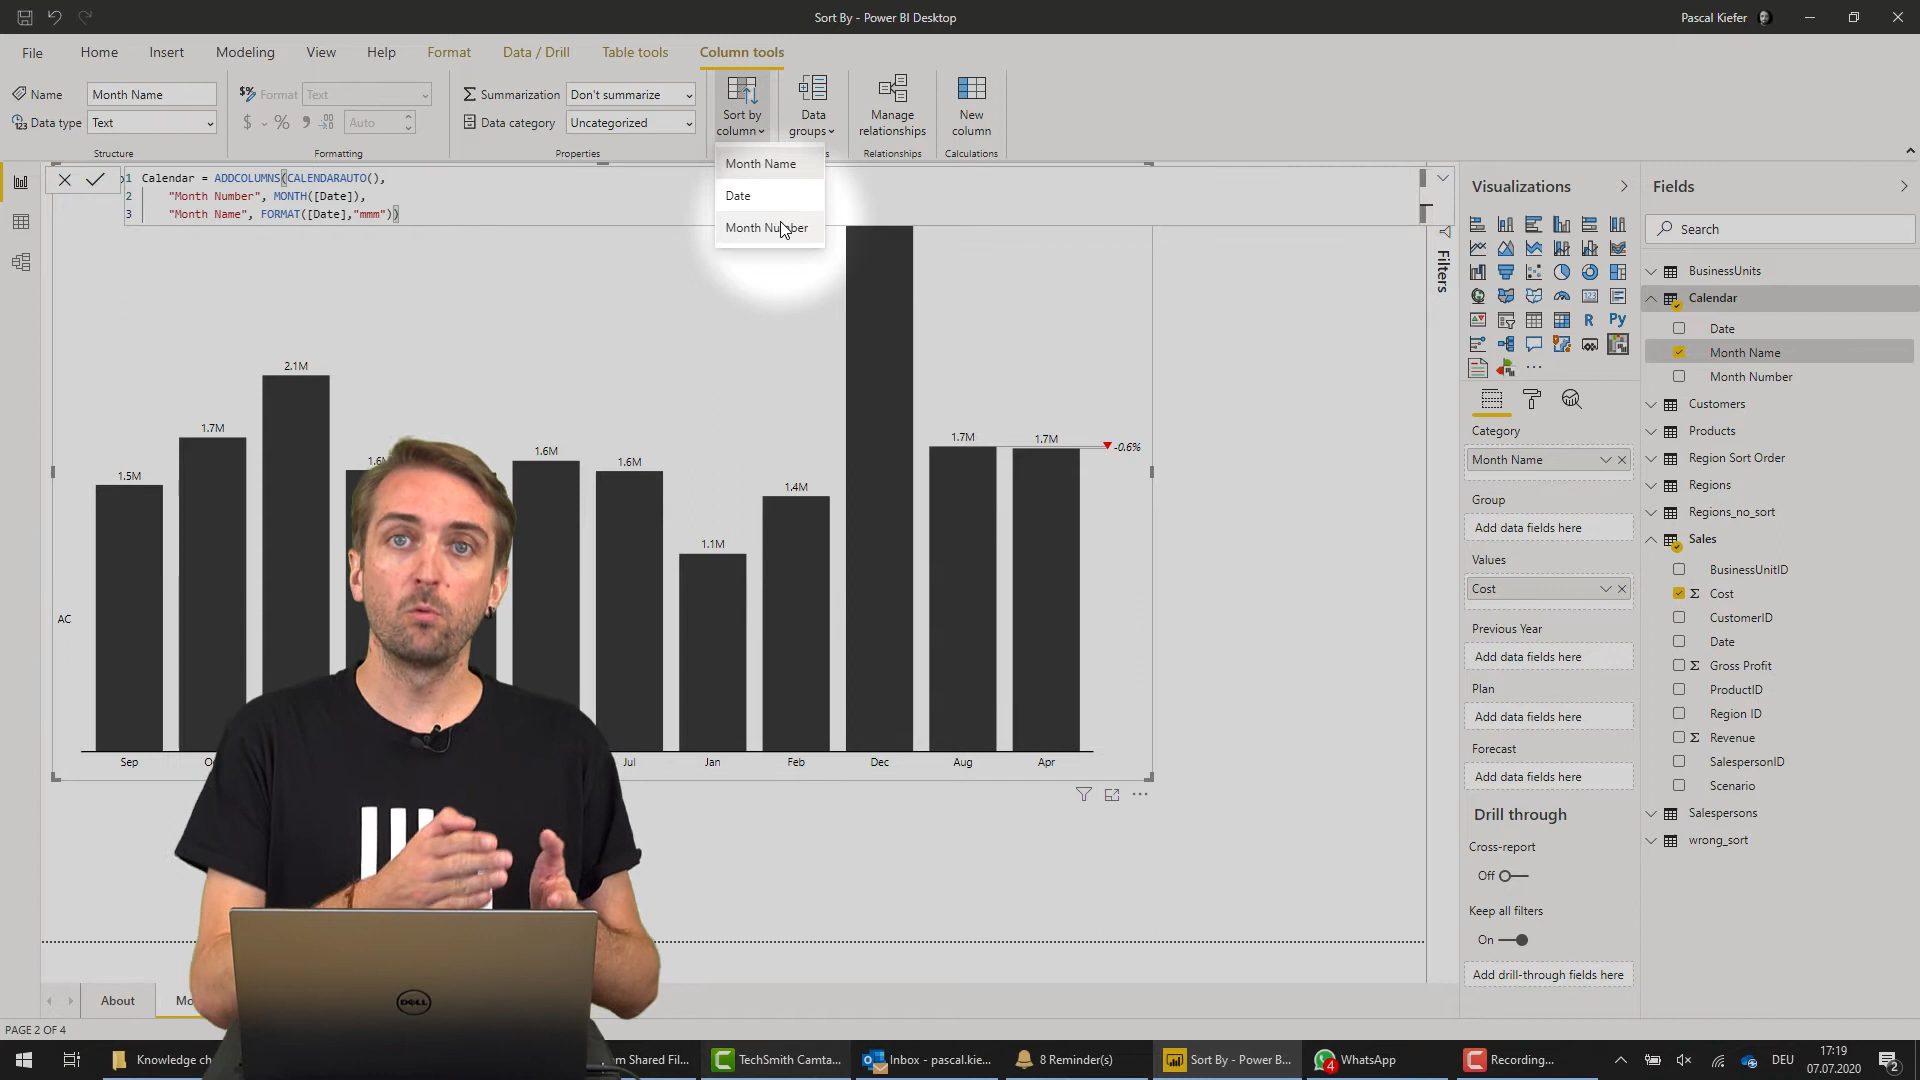 Sort By - Power BI Desktop
Pascal Kiefer
File
Home
Insert
Modeling
View
Help
Format
Data / Drill
Table tools
Column tools
Name
Month Name
Data type
Text
Structure
Format
Text
$
%
Auto
Formatting
Summarization
Don't summarize
Data category
Uncategorized
Properties
Sort by
column
Data
groups
Manage
relationships
Relationships
New
column
Calculations
Month Name
Date
Month Number
1 Calendar = ADDCOLUMNS(CALENDARAUTO(),
2 "Month Number", MONTH([Date]),
3 "Month Name", FORMAT([Date],"mmm"))
1.5M
1.7M
2.1M
1.6M
1.6M
1.1M
1.4M
1.7M
1.7M
-0.6%
AC
Sep
Jul
Jan
Feb
Dec
Aug
Apr
Filters
Visualizations
R
Py
Category
Month Name
Group
Add data fields here
Values
Cost
Previous Year
Add data fields here
Plan
Add data fields here
Forecast
Add data fields here
Drill through
Cross-report
Off
Keep all filters
On
Add drill-through fields here
Fields
Search
BusinessUnits
Calendar
Date
Month Name
Month Number
Customers
Products
Region Sort Order
Regions
Regions_no_sort
Sales
BusinessUnitID
Σ Cost
CustomerID
Date
Σ Gross Profit
ProductID
Region ID
Σ Revenue
SalespersonID
Scenario
Salespersons
wrong_sort
DELL
About
PAGE 2 OF 4
Knowledge ch
m Shared Fil...
TechSmith Camta...
Inbox - pascal.kie...
8 Reminder(s)
Sort By - Power B...
4
WhatsApp
Recording...
DEU
17:19
07.07.2020
2